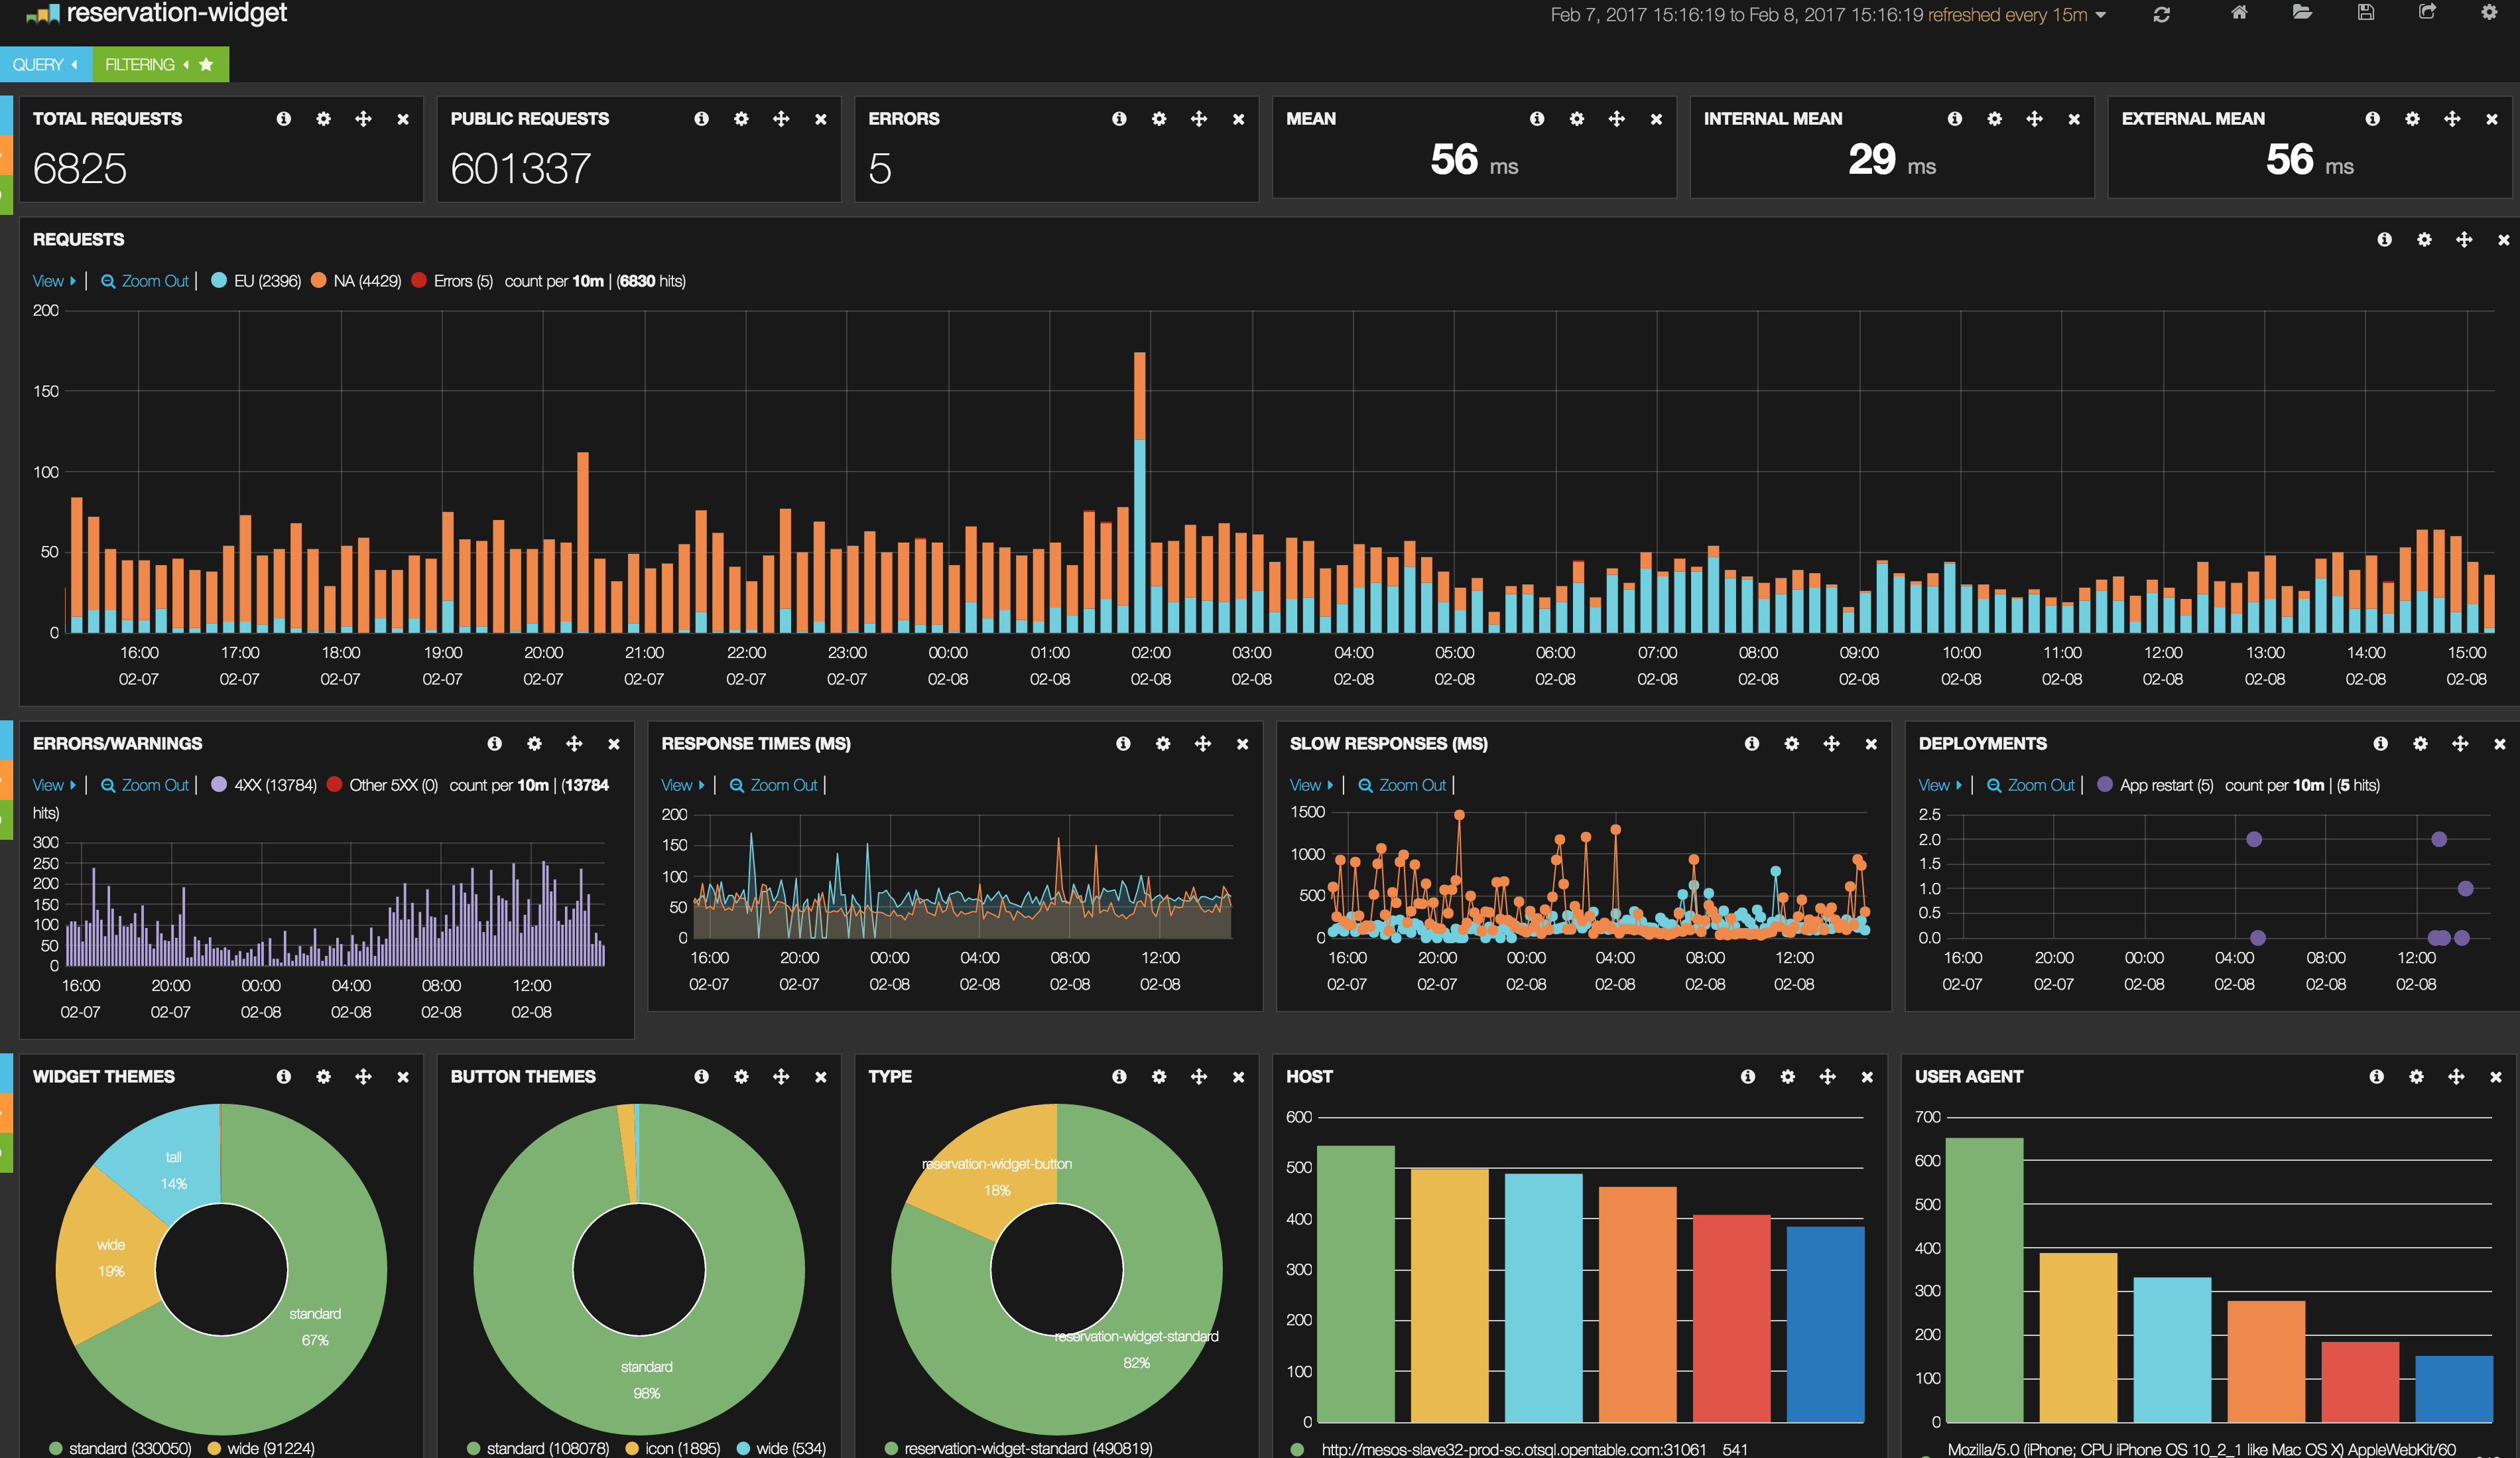 reservation-widget
Feb 7, 2017 15:16:19 to Feb 8, 2017 15:16:19 refreshed every 15m
QUERY
FILTERING
TOTAL REQUESTS
6825
PUBLIC REQUESTS
601337
ERRORS
5
MEAN
56 ms
INTERNAL MEAN
29 ms
EXTERNAL MEAN
56 ms
REQUESTS
View | Zoom Out | EU (2396) NA (4429) Errors (5) count per 10m | (6830 hits)
200
150
100
50
0
16:00 17:00 18:00 19:00 20:00 21:00 22:00 23:00 00:00 01:00 02:00 03:00 04:00 05:00 06:00 07:00 08:00 09:00 10:00 11:00 12:00 13:00 14:00 15:00
02-07 02-07 02-07 02-07 02-07 02-07 02-07 02-07 02-08 02-08 02-08 02-08 02-08 02-08 02-08 02-08 02-08 02-08 02-08 02-08 02-08 02-08 02-08 02-08
ERRORS/WARNINGS
View | Zoom Out | 4XX (13784) Other 5XX (0) count per 10m | (13784
hits)
300
250
200
150
100
50
0
16:00 20:00 00:00 04:00 08:00 12:00
02-07 02-07 02-08 02-08 02-08 02-08
RESPONSE TIMES (MS)
View | Zoom Out |
200
150
100
50
0
16:00 20:00 00:00 04:00 08:00 12:00
02-07 02-07 02-08 02-08 02-08 02-08
SLOW RESPONSES (MS)
View | Zoom Out |
1500
1000
500
0
16:00 20:00 00:00 04:00 08:00 12:00
02-07 02-07 02-08 02-08 02-08 02-08
DEPLOYMENTS
View | Zoom Out | App restart (5) count per 10m | (5 hits)
2.5
2.0
1.5
1.0
0.5
0.0
16:00 20:00 00:00 04:00 08:00 12:00
02-07 02-07 02-08 02-08 02-08 02-08
WIDGET THEMES
tall
14%
wide
19%
standard
67%
standard (330050) wide (91224)
BUTTON THEMES
standard
98%
standard (108078) icon (1895) wide (534)
TYPE
reservation-widget-button
18%
reservation-widget-standard
82%
reservation-widget-standard (490819)
HOST
600
500
400
300
200
100
0
http://mesos-slave32-prod-sc.otsql.opentable.com:31061 541
USER AGENT
700
600
500
400
300
200
100
0
Mozilla/5.0 (iPhone; CPU iPhone OS 10_2_1 like Mac OS X) AppleWebKit/60